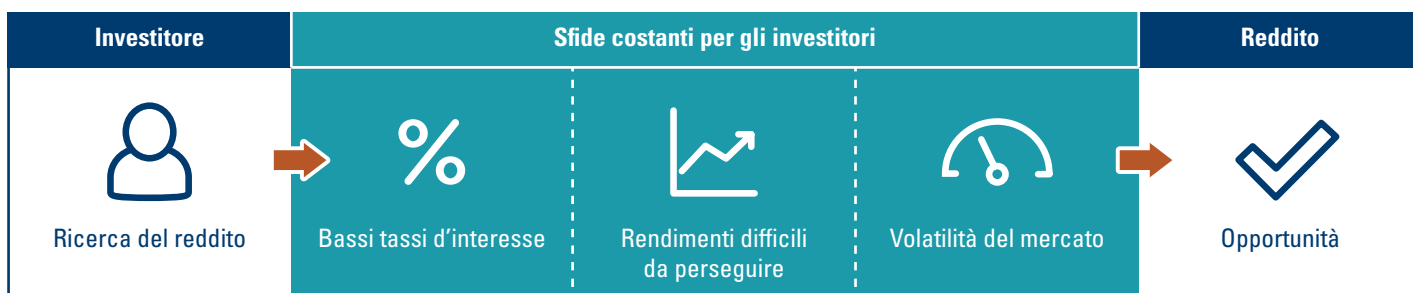 Investitore
Sfide costanti per gli investitori
Reddito
%
Ricerca del reddito
Bassi tassi d’interesse
Rendimenti difficili
da perseguire
Volatilità del mercato
Opportunità